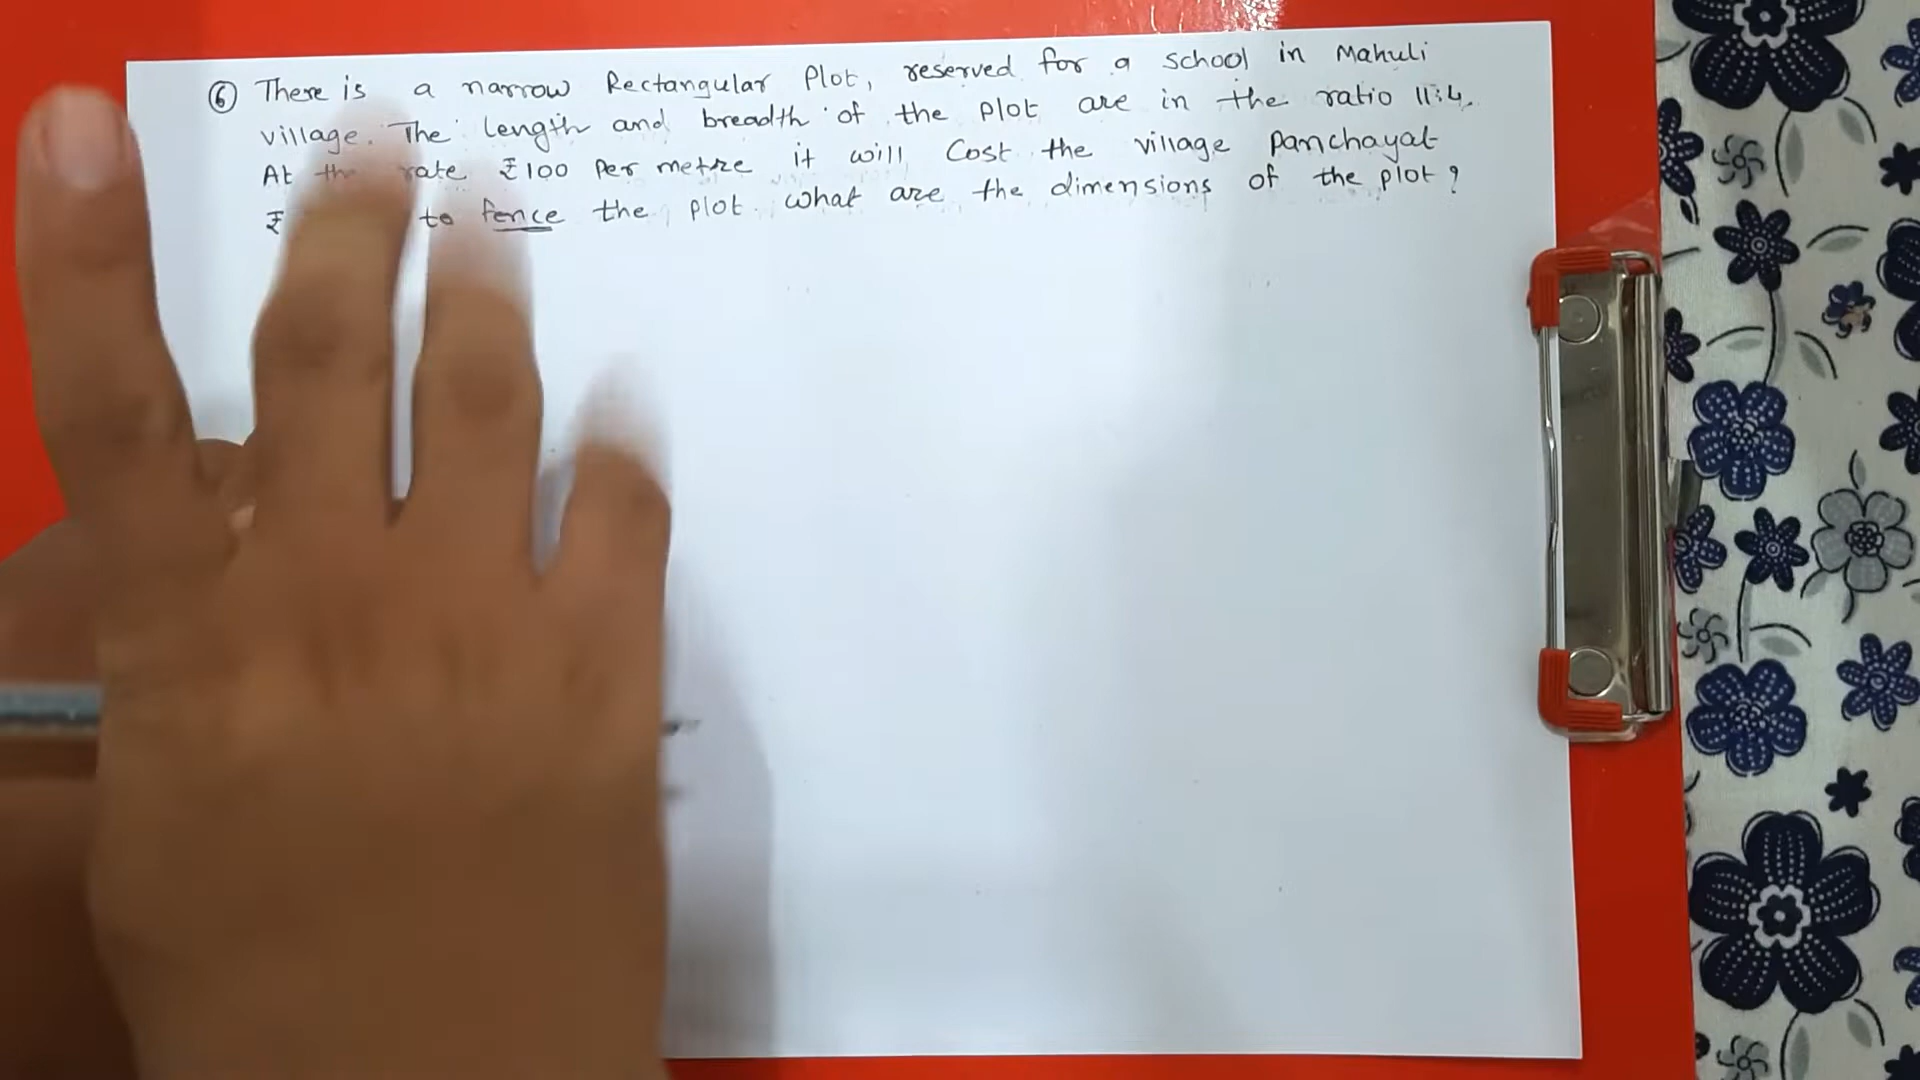 ⑥ There is a narrow Rectangular Plot, reserved for a school in Mahuli
village. The length and breadth of the plot are in the ratio 11:4.
At the rate ₹100 Per metre it will Cost the village Panchayat
₹ to fence the plot. what are the dimensions of the plot?